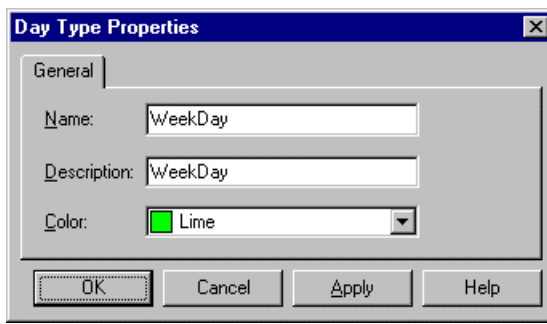 Day Type Properties
General
Name: WeekDay
Description: WeekDay
Color: Lime
OK Cancel Apply Help